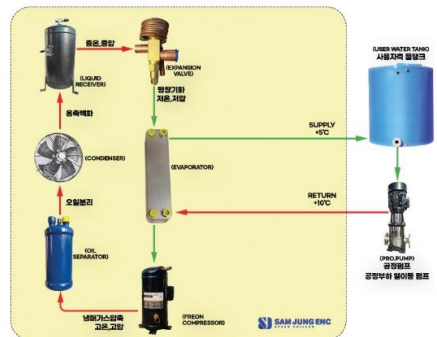 중온,중압
(LIQUID
RECEIVER)
(EXPANSION
VALVE)
팽창기화
저온,저압
(USER WATER TANK)
사용자측 물탱크
응축액화
(CONDENSER)
(EVAPORATOR)
SUPPLY
+5℃
RETURN
+10℃
오일분리
(OIL
SEPARATOR)
(PRO.PUMP)
공정펌프
공정부하 열이동 펌프
냉매가스압축
고온,고압
(FREON
COMPRESSOR)
SAM JUNG ENC